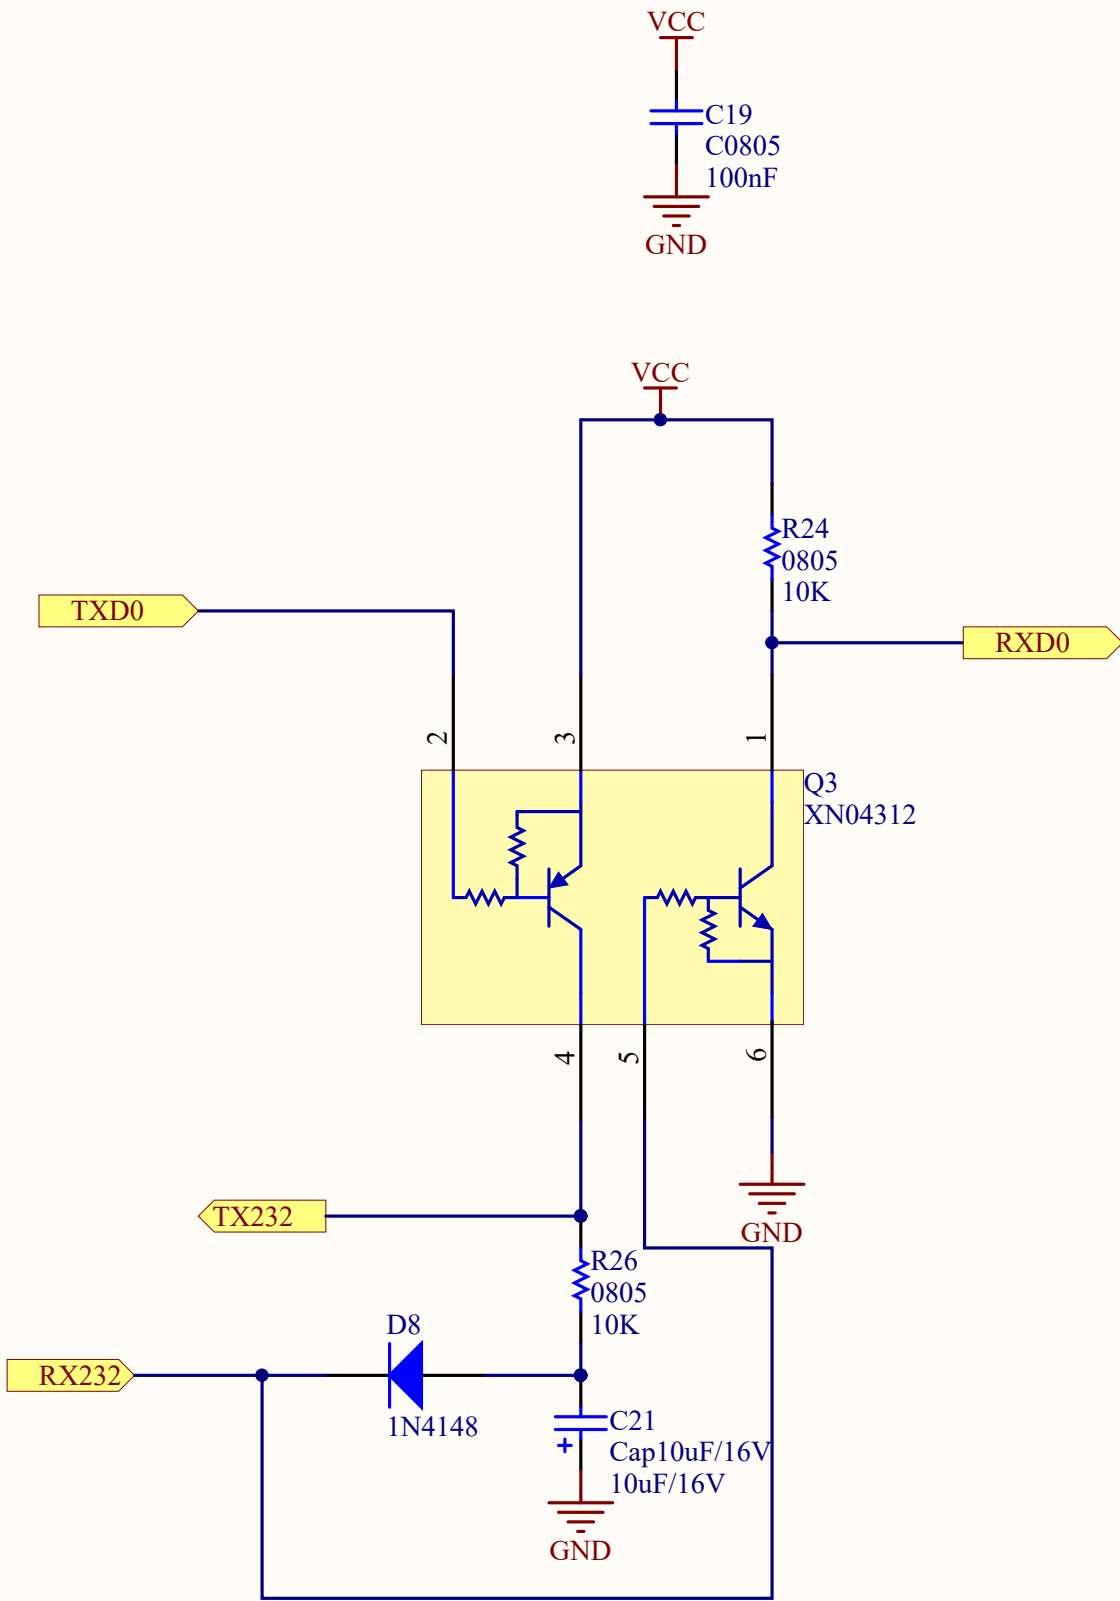 VCC
C19
C0805
100nF
GND
VCC
R24
0805
10K
TXD0
RXD0
2
3
1
Q3
XN04312
4
5
6
TX232
GND
R26
0805
10K
D8
RX232
1N4148
C21
+
Cap10uF/16V
10uF/16V
GND